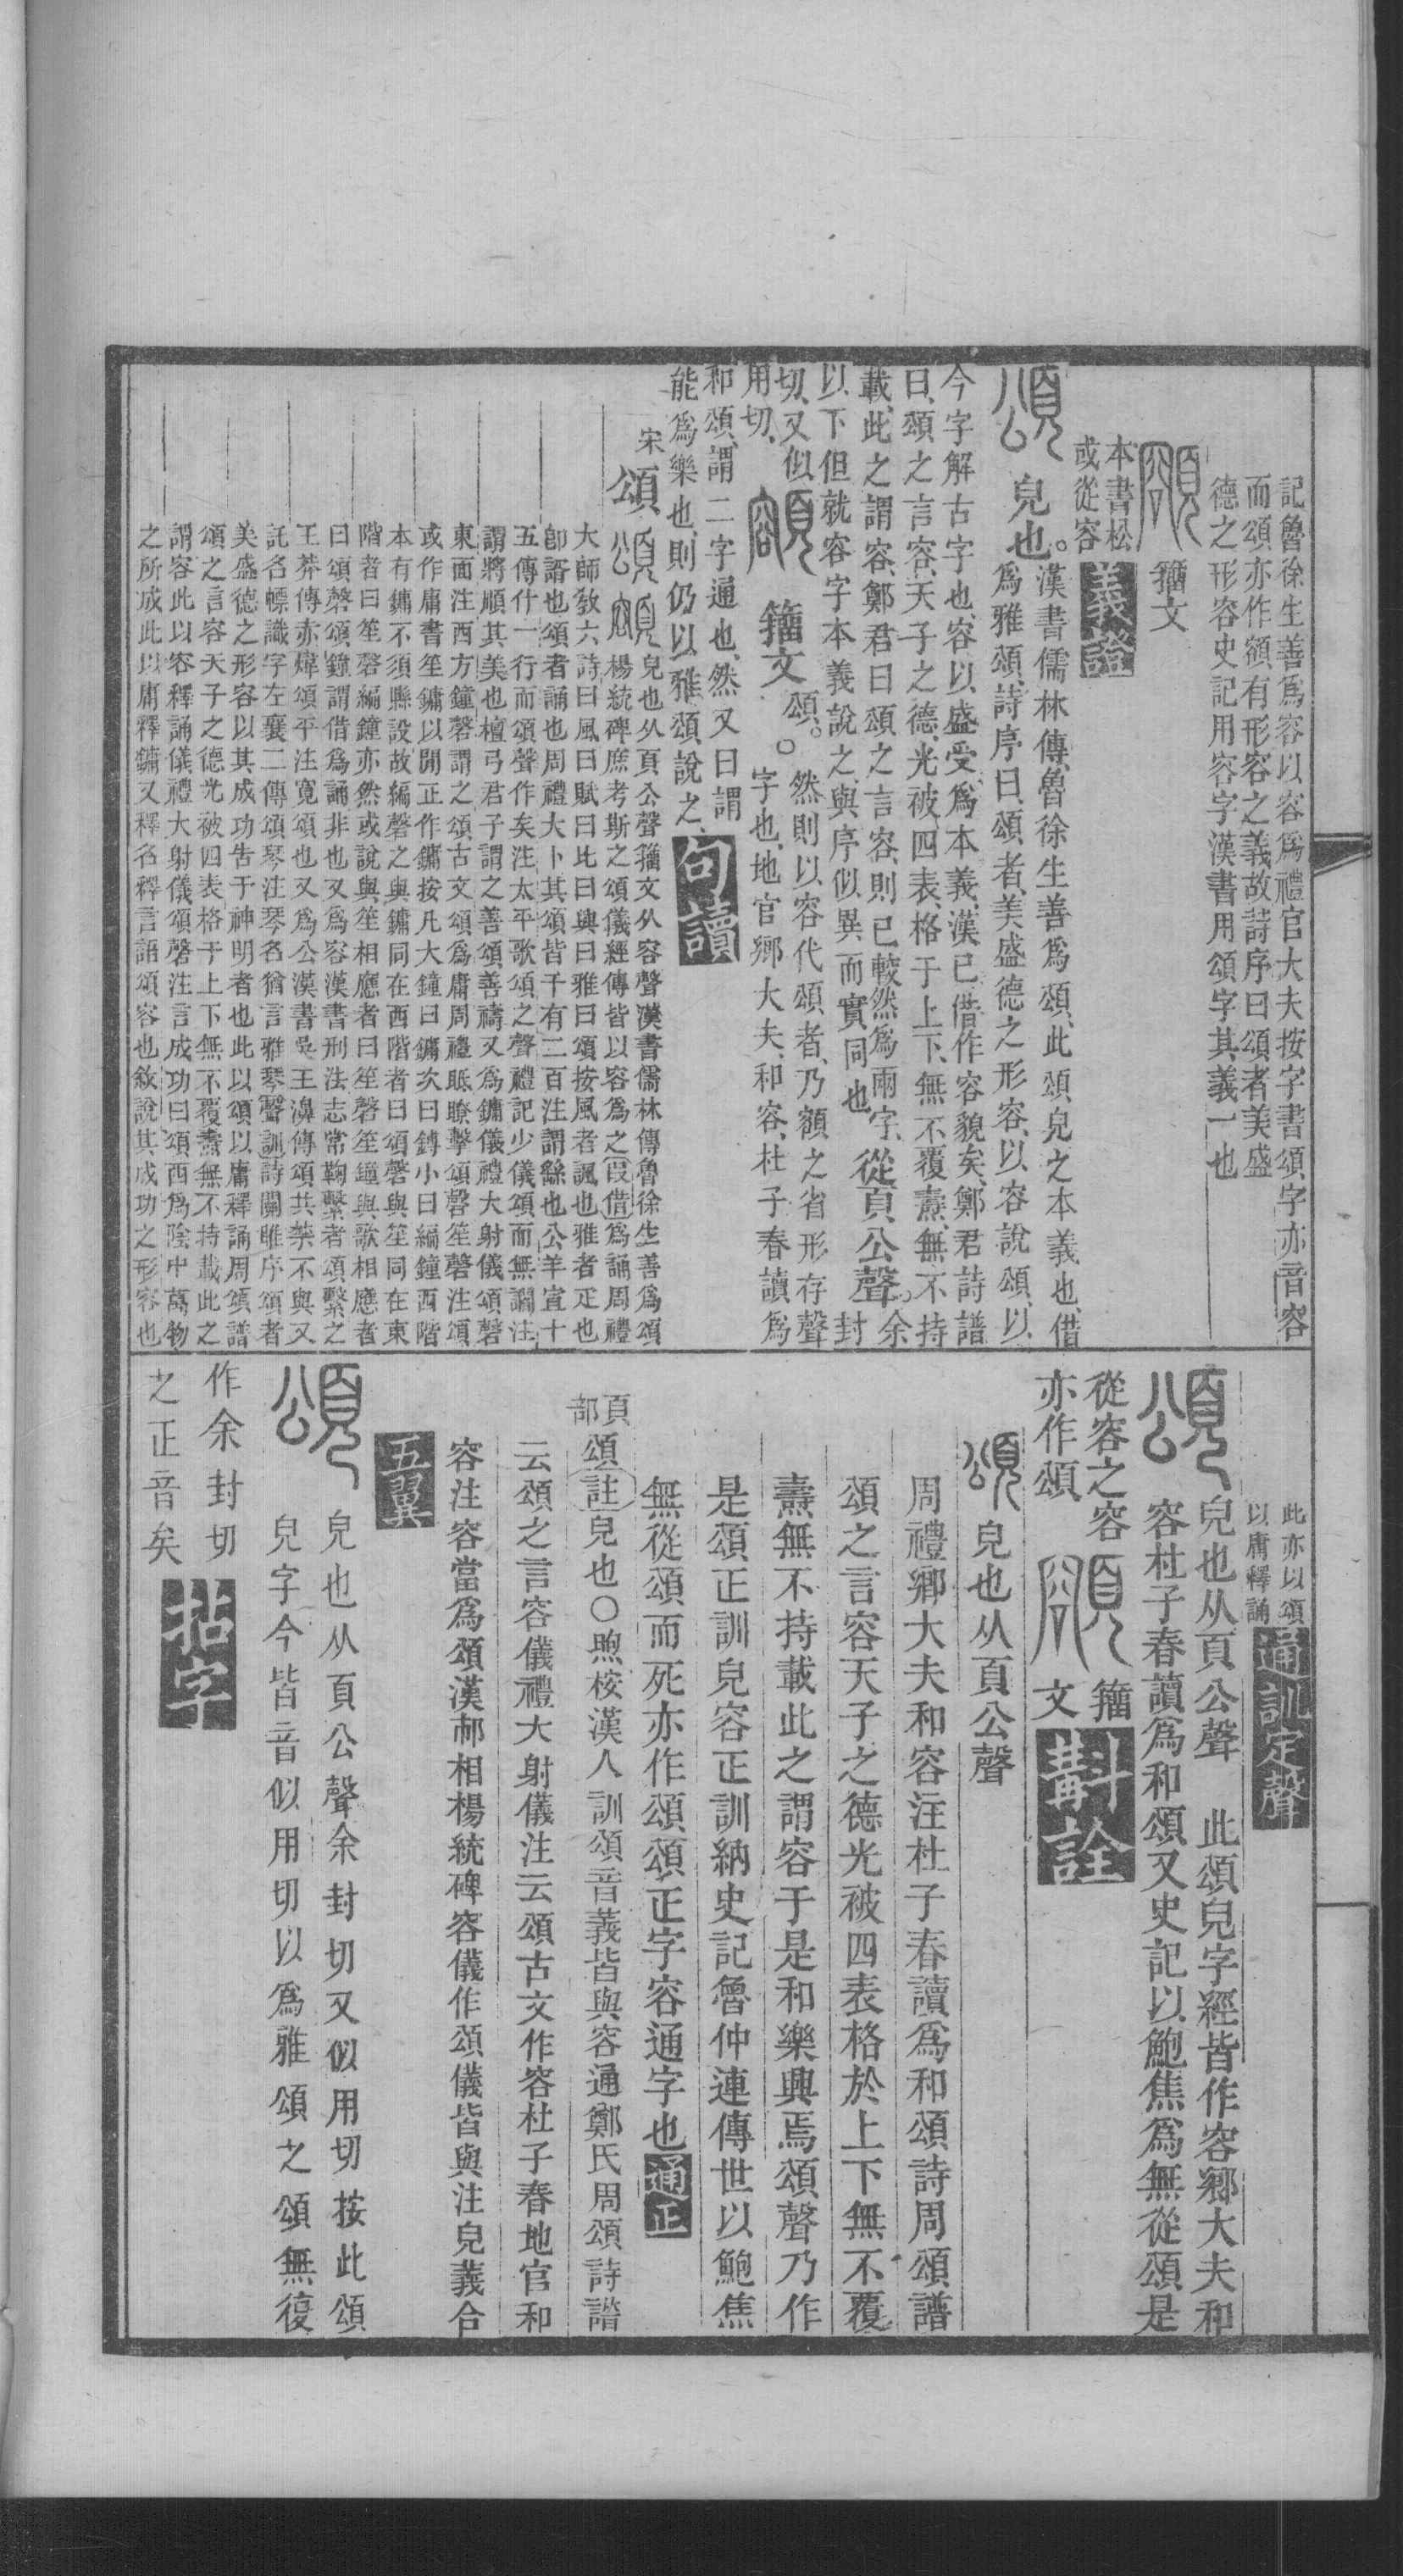 記魯徐生善爲容以容爲禮官大夫按字書頌字亦音容
而頌亦作額有形容之義故詩序曰頌者美盛
德之形容史記用容字漢書用頌字其義一也
籀文
本書松
或從容
義證
頌
皃也。
漢書儒林傳、魯徐生善爲頌、此頌皃之本義也、借
爲雅頌、詩序曰、頌者、美盛德之形容、以容說頌、以
今字解古字也、容以盛受、爲本義、漢已借作容貌矣、鄭君詩譜
曰、頌之言容、天子之德、光被四表、格于上下、無不覆燾、無不持
載、此之謂容、鄭君曰頌之言容、則已較然爲兩字、從頁公聲。余
以下但就容字本義說之、與序似異而實同也
封
切、又似
用切、
籀文
頌。○然則以容代頌者、乃額之省形存聲
字也、地官鄉大夫、和容、杜子春讀爲
和頌、謂二字通也、然又曰謂
能爲樂也、則仍以雅頌說之、
句讀
宋
頌
皃也从頁公聲籀文从容聲漢書儒林傳魯徐生善爲頌
楊統碑庶考斯之頌儀經傳皆以容爲之叚借爲誦周禮
大師敎六詩曰風曰賦曰比曰興曰雅曰頌按風者諷也雅者疋也
卽諝也頌者誦也周禮大卜其頌皆千有二百注謂繇也公羊宣十
五傳什一行而頌聲作矣注太平歌頌之聲禮記少儀頌而無讇注
謂將順其美也檀弓君子謂之善頌善禱又爲鏞儀禮大射儀頌磬
東面注西方鐘磬謂之頌古文頌爲庸周禮眡瞭擊頌磬笙磬注頌
或作庸書笙鏞以閒正作鏞按凡大鐘曰鏞次曰鎛小曰編鐘西階
本有鏞不須縣設故編磬之與鏞同在西階者曰頌磬與笙同在東
階者曰笙磬編鐘亦然或說與笙相應者曰笙磬笙鐘與歌相應者
曰頌磬頌鐘謂借爲誦非也又爲容漢書刑法志當鞠繫者頌繫之
王莽傳亦煒頌平注寬頌也又爲公漢書吳王濞傳頌共禁不與又
託名幖識字左襄二傳頌琴注琴名猶言雅琴聲訓詩關雎序頌者
美盛德之形容以其成功告于神明者也此以頌以庸釋誦周頌譜
頌之言容天子之德光被四表格于上下無不覆燾無不持載此之
謂容此以容釋誦儀禮大射儀頌磬注言成功曰頌西爲陰中萬物
之所成此以庸釋鏞又釋名釋言語頌容也敘說其成功之形容也
此亦以頌
以庸釋誦
通訓定聲
頌
皃也从頁公聲 此頌皃字經皆作容鄉大夫和
容杜子春讀爲和頌又史記以鮑焦爲無從頌是
從容之容
亦作頌
籀
文
斠詮
頌
皃也从頁公聲
周禮鄉大夫和容注杜子春讀爲和頌詩周頌譜
頌之言容天子之德光被四表格於上下無不覆
燾無不持載此之謂容于是和樂興焉頌聲乃作
是頌正訓皃容正訓納史記魯仲連傳世以鮑焦
無從頌而死亦作頌頌正字容通字也
通正
頁
部
頌註皃也○煦桉漢人訓頌音義皆與容通鄭氏周頌詩譜
云頌之言容儀禮大射儀注云頌古文作容杜子春地官和
容注容當爲頌漢邟相楊統碑容儀作頌儀皆與注皃義合
五翼
頌
皃也从頁公聲余封切又似用切按此頌
皃字今皆音似用切以爲雅頌之頌無復
作余封切
之正音矣
拈字